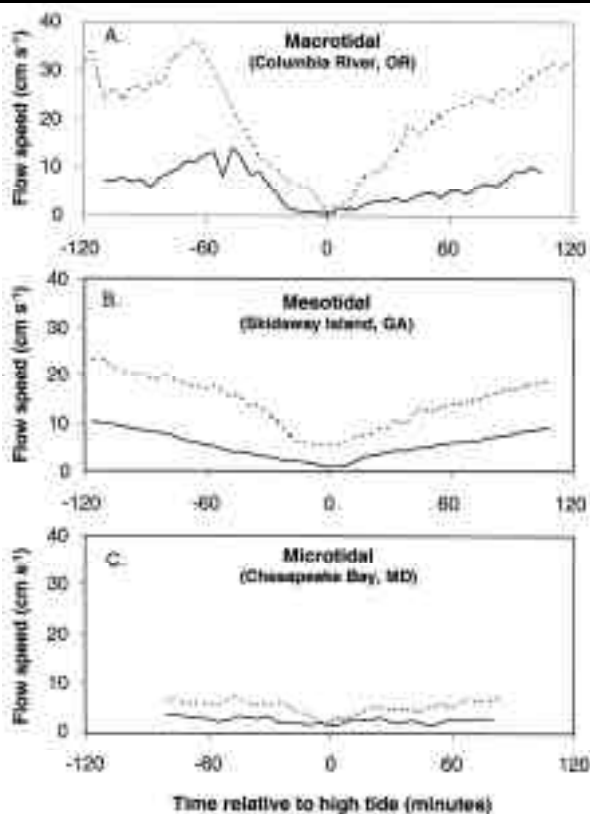 A.
Macrotidal
(Columbia River, OR)
Flow speed (cm s⁻¹)
40
30
20
10
0
-120
-60
0
60
120
B.
Mesotidal
(Skidaway Island, GA)
Flow speed (cm s⁻¹)
40
30
20
10
0
-120
-60
0
60
120
C.
Microtidal
(Chesapeake Bay, MD)
Flow speed (cm s⁻¹)
40
30
20
10
0
-120
-60
0
60
120
Time relative to high tide (minutes)